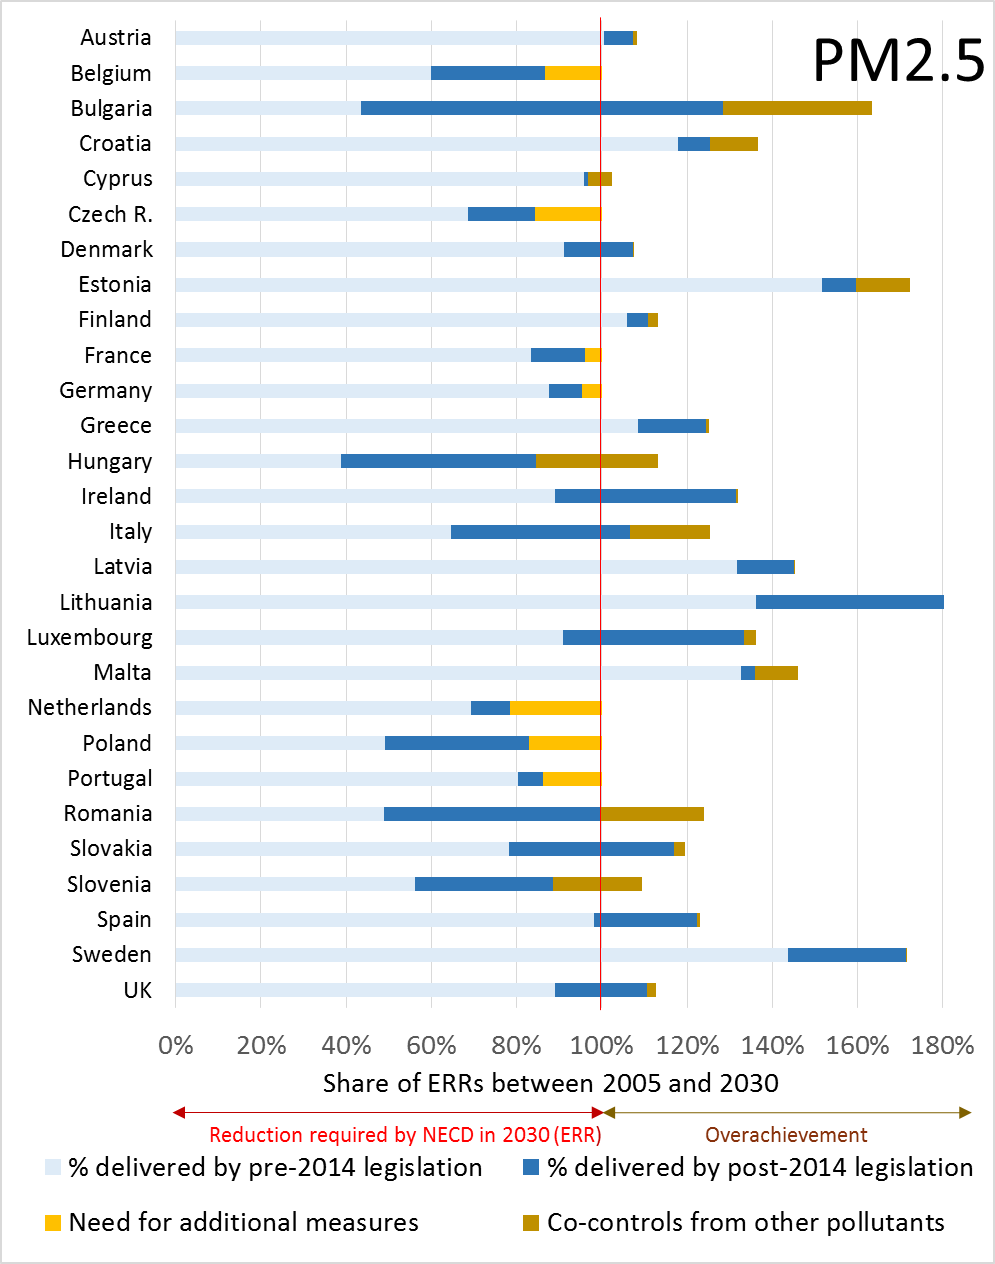 PM2.5
Austria
Belgium
Bulgaria
Croatia
Cyprus
Czech R.
Denmark
Estonia
Finland
France
Germany
Greece
Hungary
Ireland
Italy
Latvia
Lithuania
Luxembourg
Malta
Netherlands
Poland
Portugal
Romania
Slovakia
Slovenia
Spain
Sweden
UK
0% 20% 40% 60% 80% 100% 120% 140% 160% 180%
Share of ERRs between 2005 and 2030
Reduction required by NECD in 2030 (ERR) Overachievement
% delivered by pre-2014 legislation % delivered by post-2014 legislation
Need for additional measures Co-controls from other pollutants